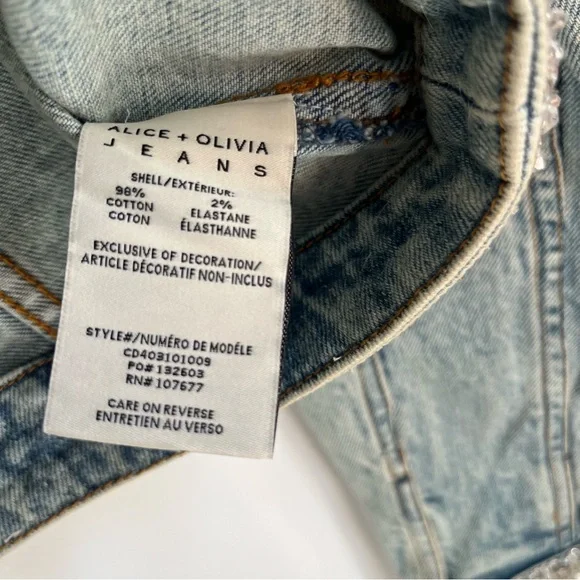 ALICE + OLIVIA
JEANS
SHELL/EXTÉRIEUR:
98% 2%
COTTON ELASTANE
COTON ÉLASTHANNE
EXCLUSIVE OF DECORATION/
ARTICLE DÉCORATIF NON-INCLUS
STYLE#/NUMÉRO DE MODÉLE
CD403101009
PO# 132603
RN# 107677
CARE ON REVERSE
ENTRETIEN AU VERSO